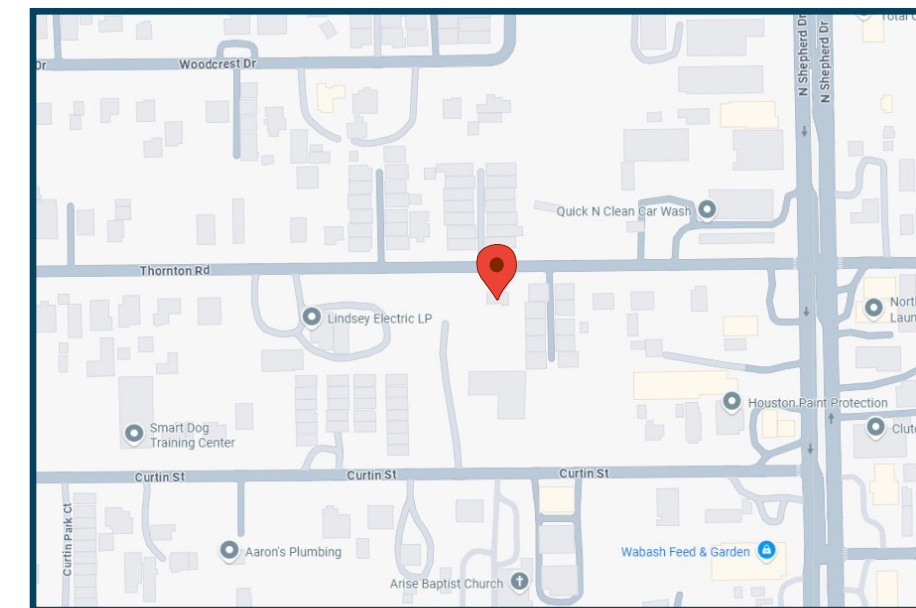 Total
Dr
Woodcrest Dr
N Shepherd Dr
N Shepherd Dr
Quick N Clean Car Wash
Thornton Rd
Lindsey Electric LP
Laun
Houston Paint Protection
Smart Dog
Training Center
Curtin St
Curtin St
Curtin St
Curtin Park Ct
Aaron's Plumbing
Wabash Feed & Garden
Arise Baptist Church